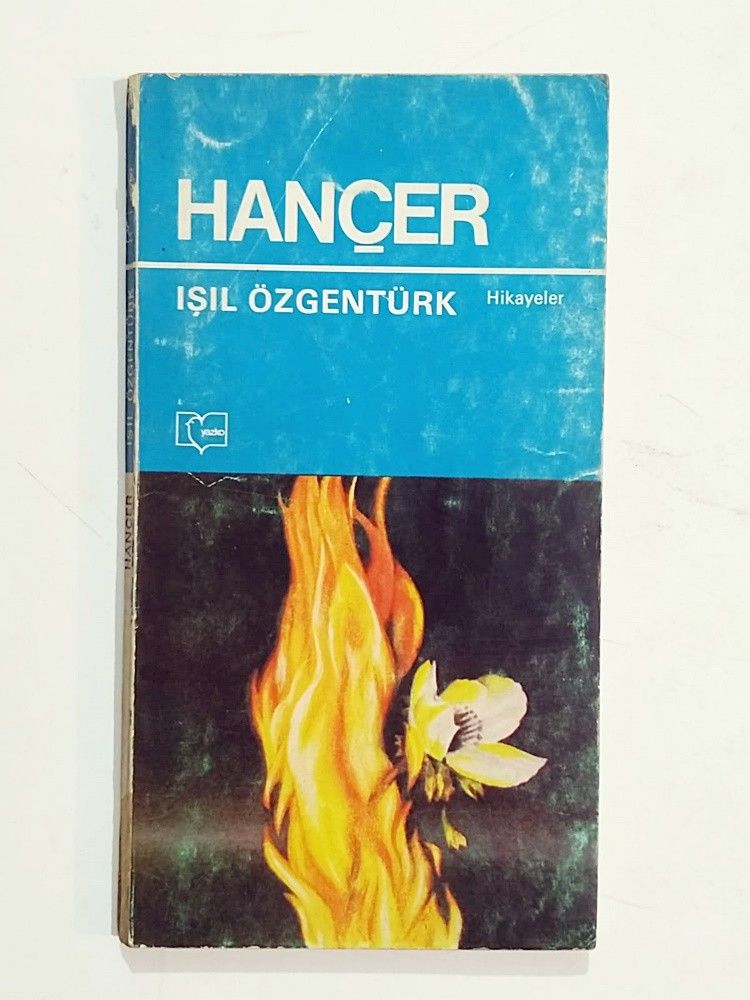 HANÇER
IŞIL ÖZGENTÜRK
Hikayeler
yazko
HANÇER IŞIL ÖZGENTÜRK